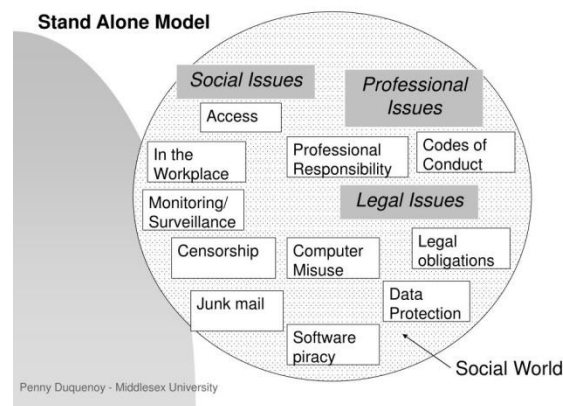 Stand Alone Model
Social Issues
Professional
Issues
Access
In the
Workplace
Professional
Responsibility
Codes of
Conduct
Monitoring/
Surveillance
Legal Issues
Censorship
Computer
Misuse
Legal
obligations
Junk mail
Data
Protection
Software
piracy
Social World
Penny Duquenoy - Middlesex University